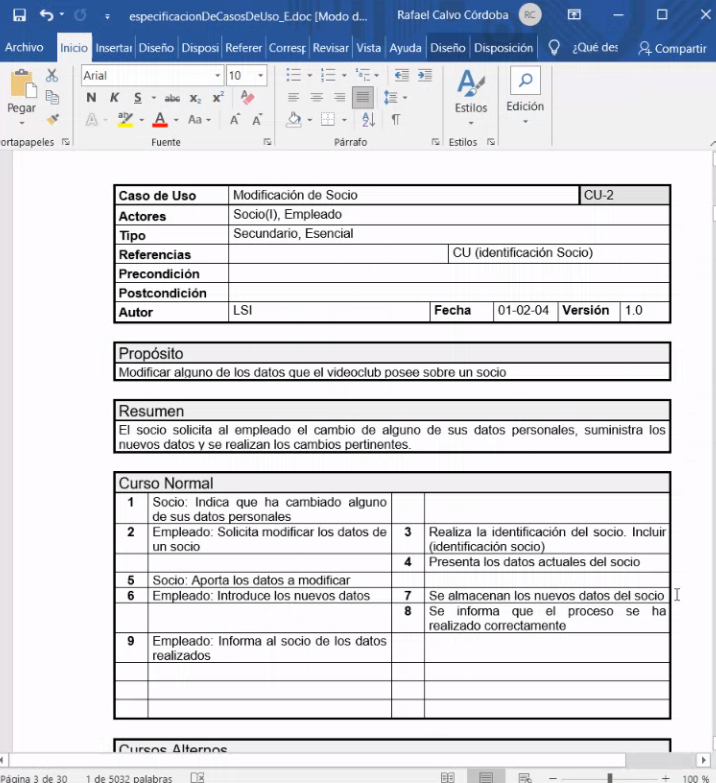 especificacionDeCasosDeUso_E.doc [Modo d...
Rafael Calvo Córdoba RC
Archivo Inicio Insertar Diseño Disposi Referer Corresp Revisar Vista Ayuda Diseño Disposición ¿Qué des Compartir
Pegar
Arial 10
N K S abc x₂ x²
A ab A Aa A A
Estilos
Edición
ortapapeles Fuente Párrafo Estilos
Caso de Uso Modificación de Socio CU-2
Actores Socio(I), Empleado
Tipo Secundario, Esencial
Referencias CU (identificación Socio)
Precondición
Postcondición
Autor LSI Fecha 01-02-04 Versión 1.0
Propósito
Modificar alguno de los datos que el videoclub posee sobre un socio
Resumen
El socio solicita al empleado el cambio de alguno de sus datos personales, suministra los
nuevos datos y se realizan los cambios pertinentes.
Curso Normal
1 Socio: Indica que ha cambiado alguno
de sus datos personales
2 Empleado: Solicita modificar los datos de
un socio
3 Realiza la identificación del socio. Incluir
(identificación socio)
4 Presenta los datos actuales del socio
5 Socio: Aporta los datos a modificar
6 Empleado: Introduce los nuevos datos
7 Se almacenan los nuevos datos del socio
8 Se informa que el proceso se ha
realizado correctamente
9 Empleado: Informa al socio de los datos
realizados
Cursos Alternos
Página 3 de 30 1 de 5032 palabras 100 %